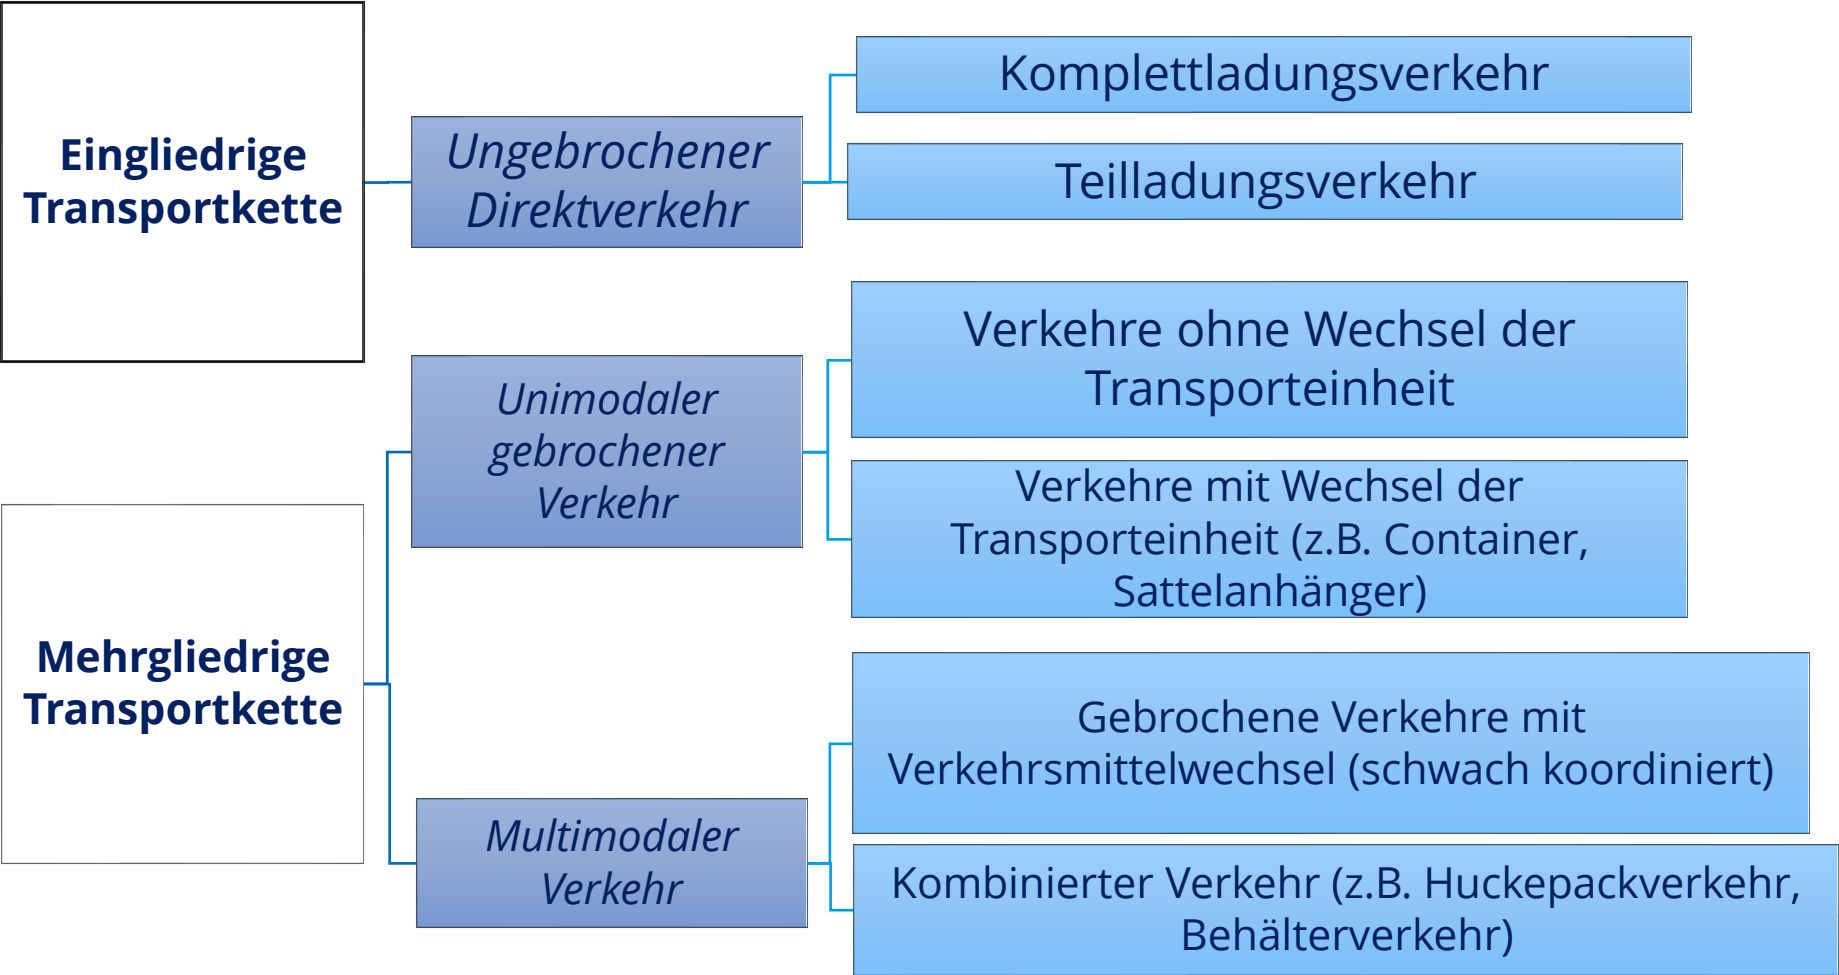 Eingliedrige
Transportkette
Ungebrochener
Direktverkehr
Komplettladungsverkehr
Teilladungsverkehr
Mehrgliedrige
Transportkette
Unimodaler
gebrochener
Verkehr
Verkehre ohne Wechsel der
Transporteinheit
Verkehre mit Wechsel der
Transporteinheit (z.B. Container,
Sattelanhänger)
Multimodaler
Verkehr
Gebrochene Verkehre mit
Verkehrsmittelwechsel (schwach koordiniert)
Kombinierter Verkehr (z.B. Huckepackverkehr,
Behälterverkehr)